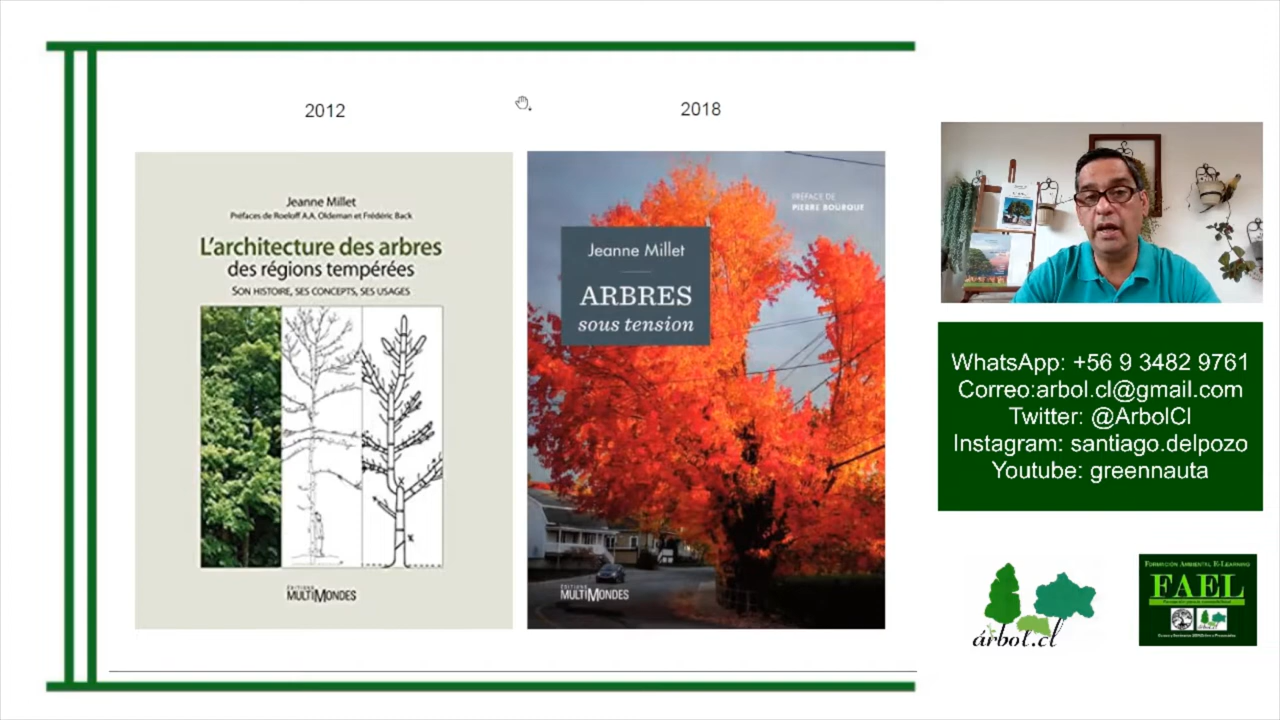 2012
2018
Jeanne Millet
Préfaces de Roeloff A.A. Oldeman et Frédéric Back
L'architecture des arbres
des régions tempérées
SON HISTOIRE, SES CONCEPTS, SES USAGES
ÉDITIONS
MULTIMONDES
PRÉFACE DE
PIERRE BOURQUE
Jeanne Millet
ARBRES
sous tension
ÉDITIONS
MULTIMONDES
WhatsApp: +56 9 3482 9761
Correo:arbol.cl@gmail.com
Twitter: @ArbolCl
Instagram: santiago.delpozo
Youtube: greennauta
árbol.cl
FORMACIÓN AMBIENTAL E-LEARNING
FAEL